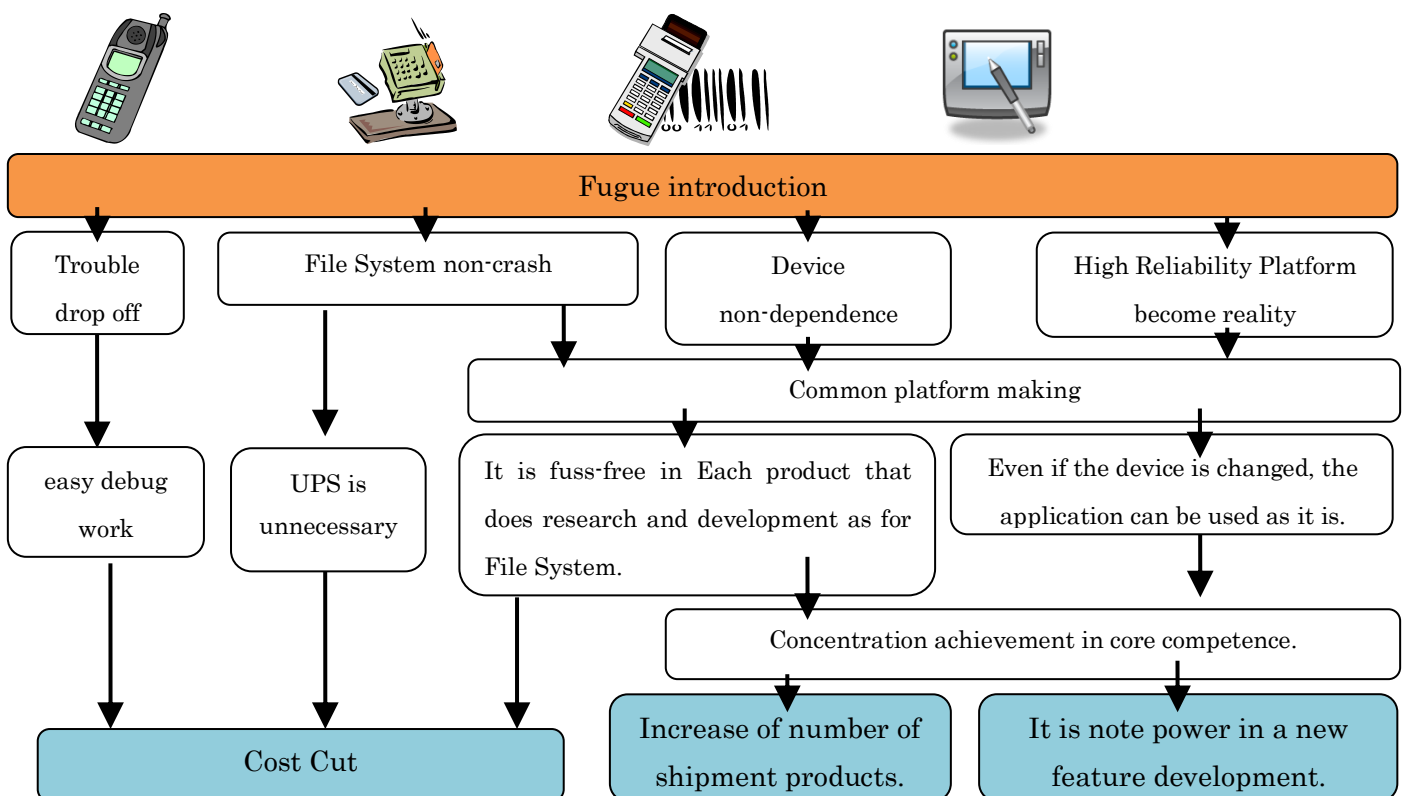 Fugue introduction
Trouble
drop off
File System non-crash
Device
non-dependence
High Reliability Platform
become reality
Common platform making
easy debug
work
UPS is
unnecessary
It is fuss-free in Each product that
does research and development as for
File System.
Even if the device is changed, the
application can be used as it is.
Concentration achievement in core competence.
Cost Cut
Increase of number of
shipment products.
It is note power in a new
feature development.